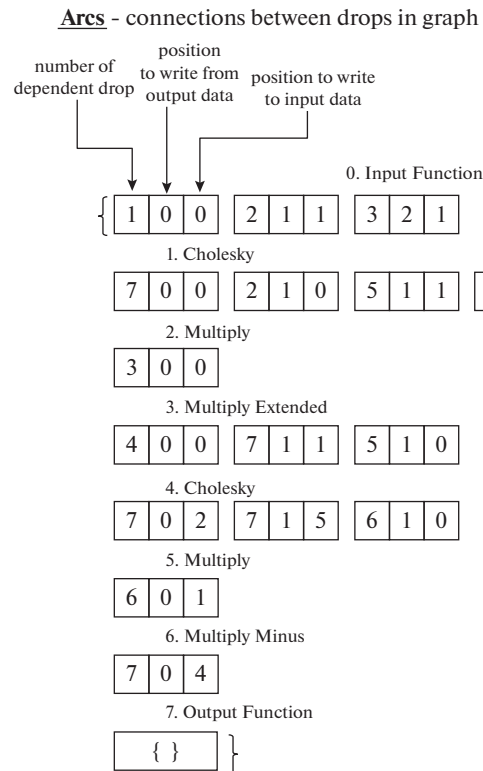 Arcs - connections between drops in graph
number of
dependent drop
position
to write from
output data
position to write
to input data
0. Input Function
{ 1 0 0 2 1 1 3 2 1
1. Cholesky
7 0 0 2 1 0 5 1 1
2. Multiply
3 0 0
3. Multiply Extended
4 0 0 7 1 1 5 1 0
4. Cholesky
7 0 2 7 1 5 6 1 0
5. Multiply
6 0 1
6. Multiply Minus
7 0 4
7. Output Function
{ } }